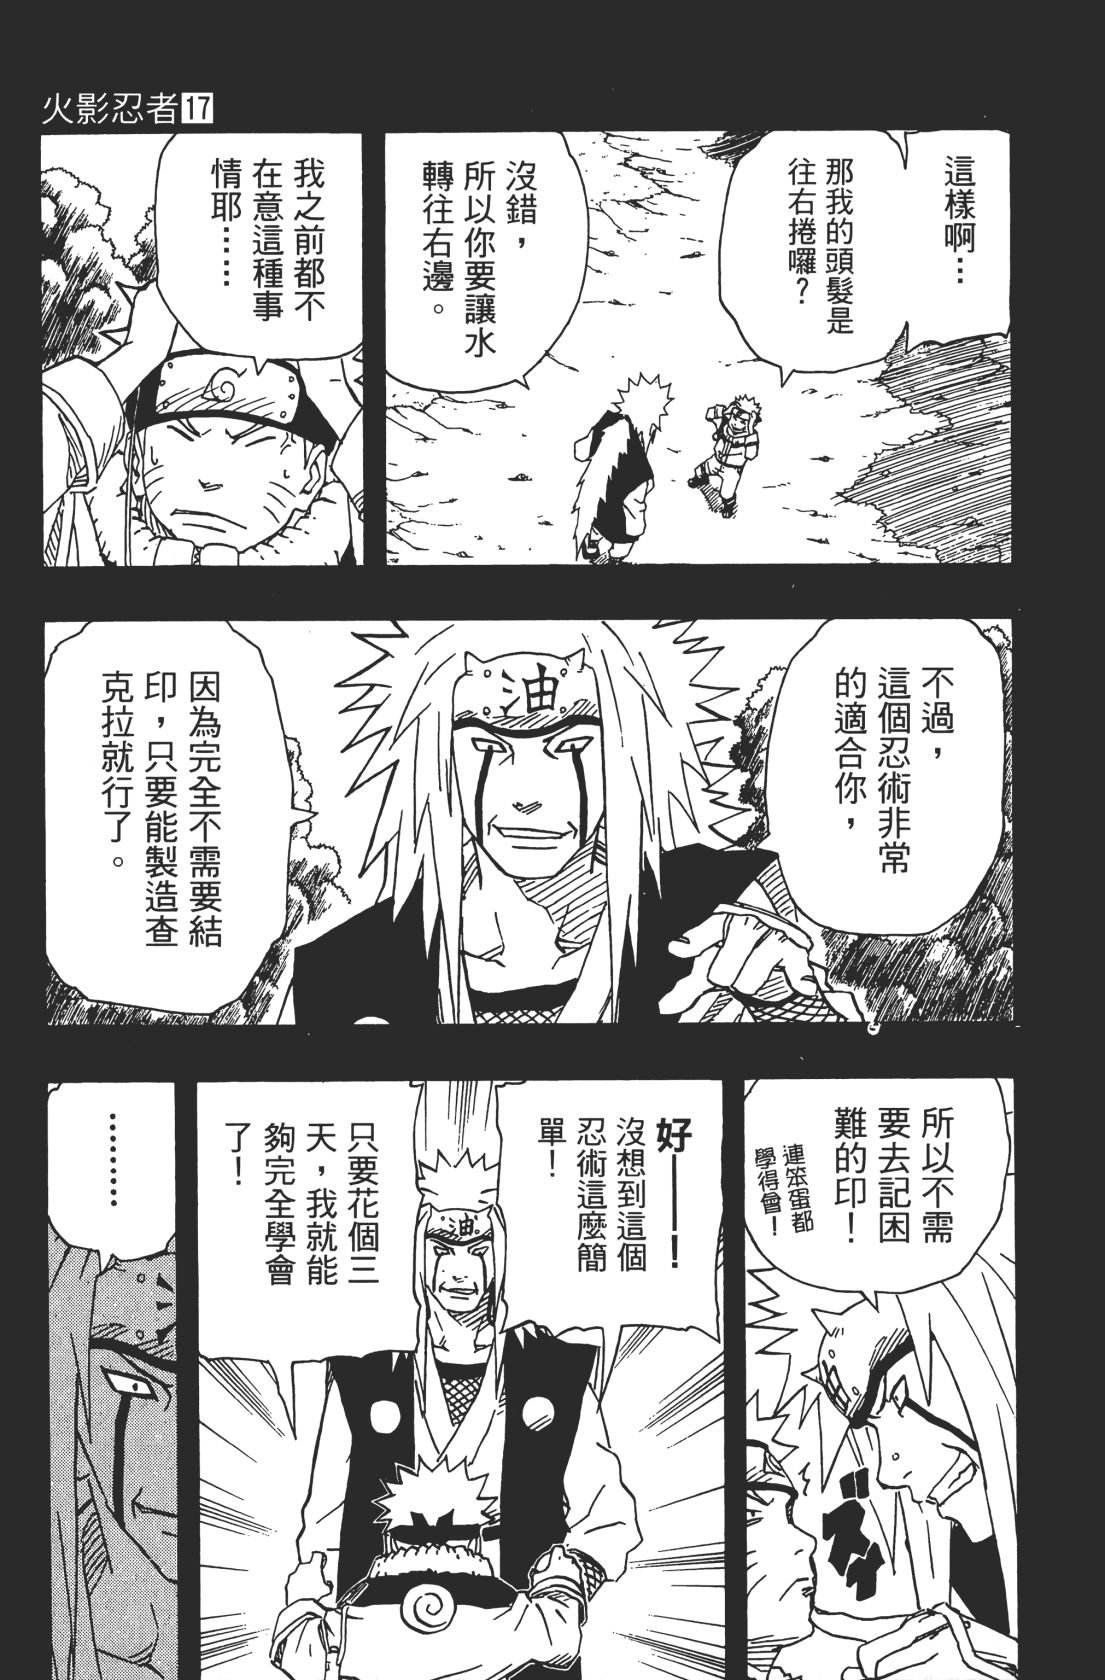 火影忍者17
這樣啊…
那我的頭髮是
往右捲囉？
沒錯，
所以你要讓水
轉往右邊。
我之前都不
在意這種事
情耶……
不過，
這個忍術非常
的適合你，
油
因為完全不需要結
印，只要能製造查
克拉就行了。
所以不需
要去記困
難的印！
連笨蛋都
學得會！
好——！
沒想到這個
忍術這麼簡
單！
油
只要花個三
天，我就能
夠完全學會
了！
………